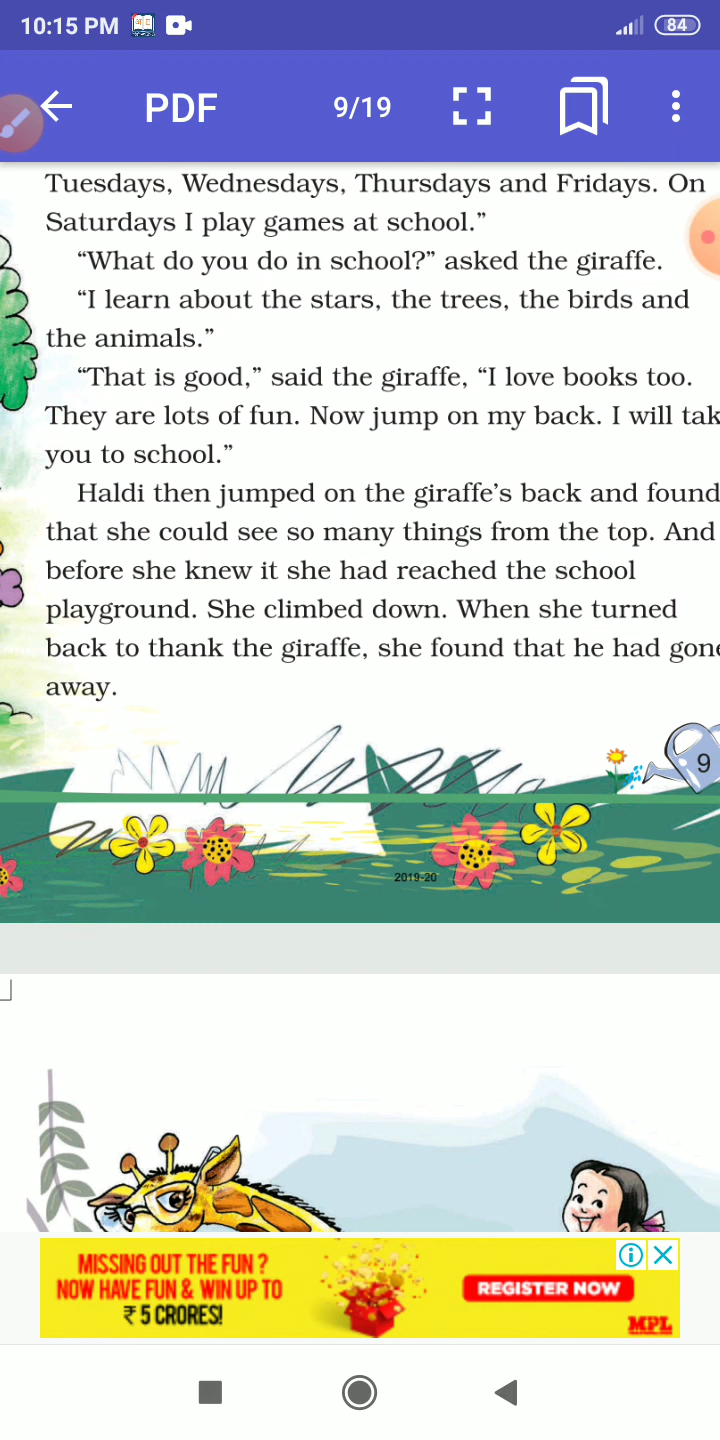 10:15 PM
84
PDF
9/19
Tuesdays, Wednesdays, Thursdays and Fridays. On
Saturdays I play games at school.”
“What do you do in school?” asked the giraffe.
“I learn about the stars, the trees, the birds and
the animals.”
“That is good,” said the giraffe, “I love books too.
They are lots of fun. Now jump on my back. I will tak
you to school.”
Haldi then jumped on the giraffe’s back and found
that she could see so many things from the top. And
before she knew it she had reached the school
playground. She climbed down. When she turned
back to thank the giraffe, she found that he had gone
away.
9
2019-20
MISSING OUT THE FUN ?
NOW HAVE FUN & WIN UP TO
₹ 5 CRORES!
REGISTER NOW
MPL